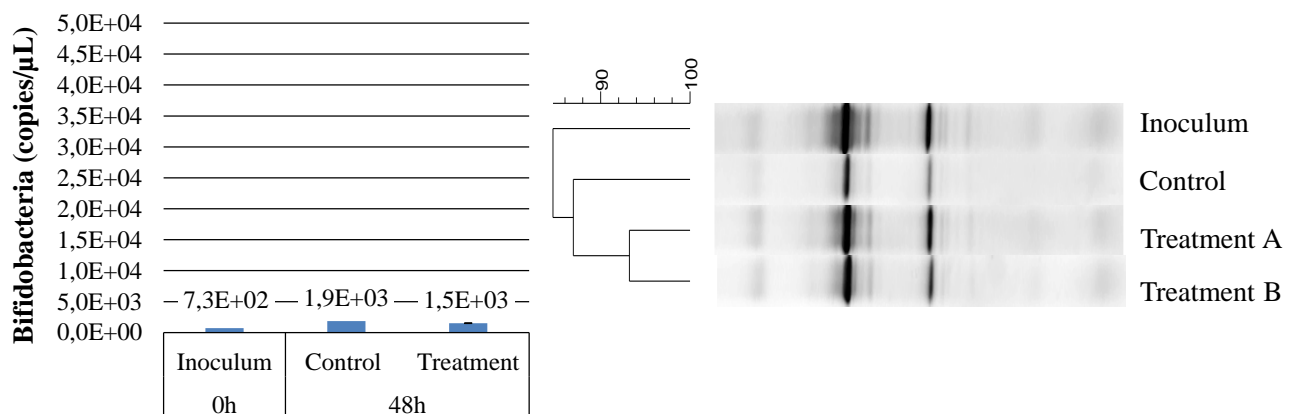 Bifidobacteria (copies/µL)
5,0E+04
4,5E+04
4,0E+04
3,5E+04
3,0E+04
2,5E+04
2,0E+04
1,5E+04
1,0E+04
5,0E+03
0,0E+00
7,3E+02 1,9E+03 1,5E+03
Inoculum Control Treatment
0h 48h
90 100
Inoculum
Control
Treatment A
Treatment B